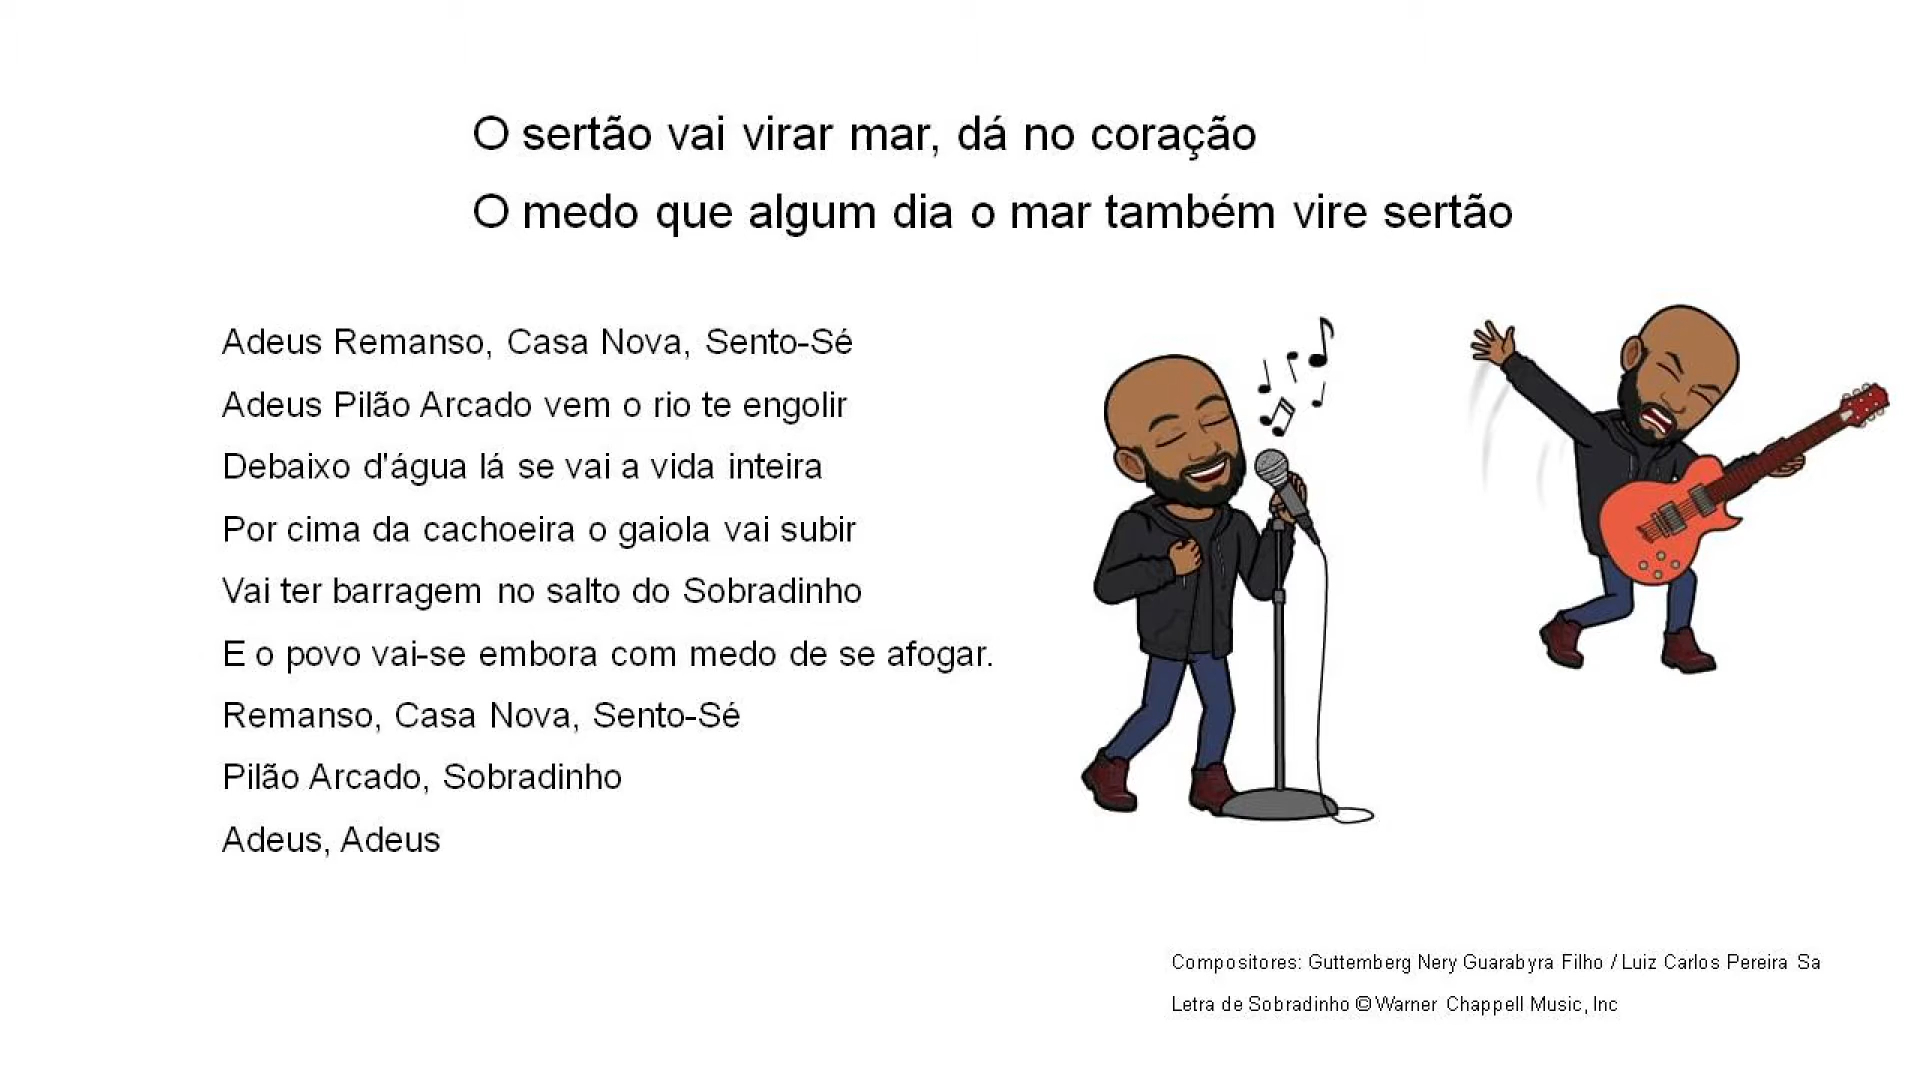 O sertão vai virar mar, dá no coração
O medo que algum dia o mar também vire sertão
Adeus Remanso, Casa Nova, Sento-Sé
Adeus Pilão Arcado vem o rio te engolir
Debaixo d'água lá se vai a vida inteira
Por cima da cachoeira o gaiola vai subir
Vai ter barragem no salto do Sobradinho
E o povo vai-se embora com medo de se afogar.
Remanso, Casa Nova, Sento-Sé
Pilão Arcado, Sobradinho
Adeus, Adeus
Compositores: Guttemberg Nery Guarabyra Filho / Luiz Carlos Pereira Sa
Letra de Sobradinho © Warner Chappell Music, Inc